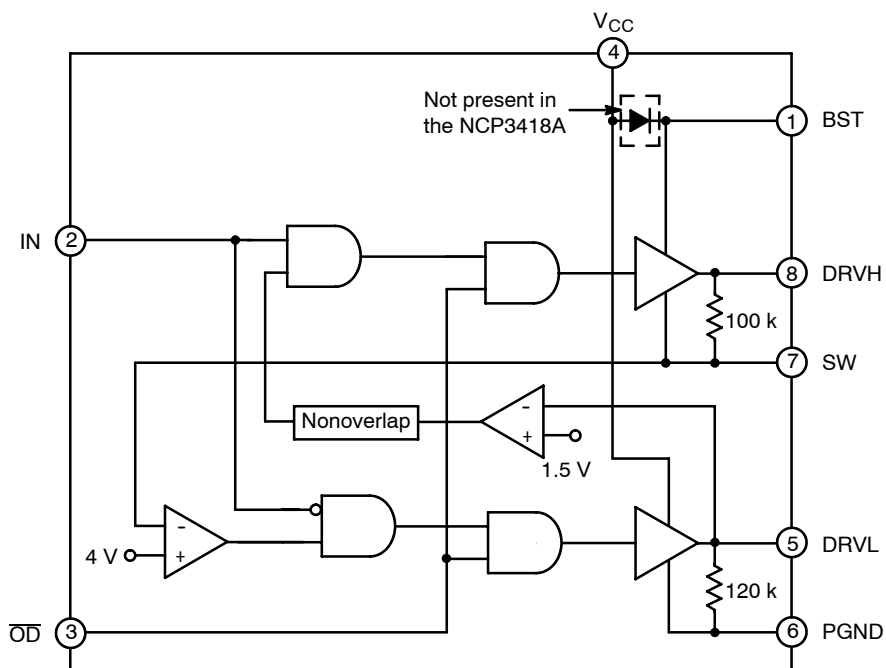 VCC
4
Not present in
the NCP3418A
1 BST
IN 2
8 DRVH
100 k
7 SW
Nonoverlap
-
+
1.5 V
-
+
4 V
5 DRVL
120 k
OD 3
6 PGND